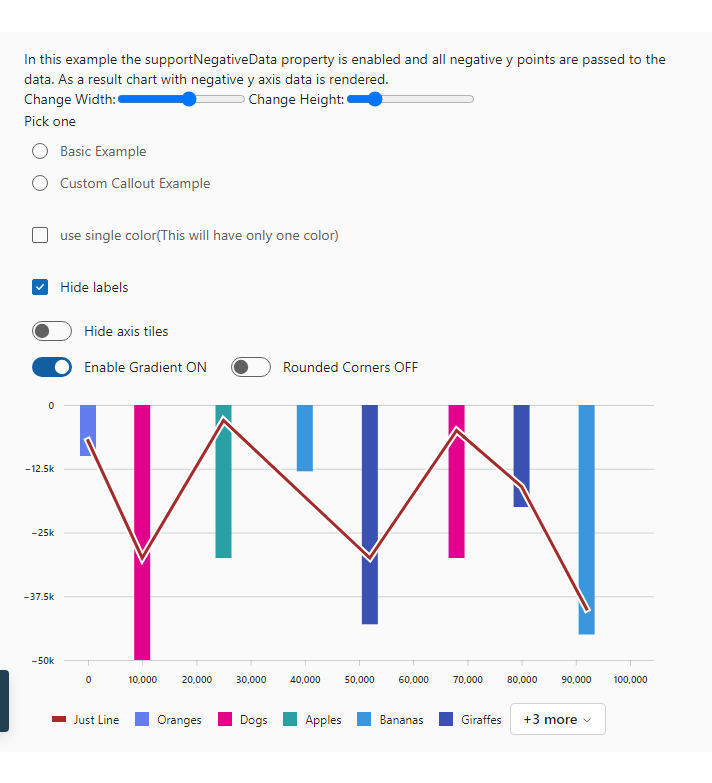 In this example the supportNegativeData property is enabled and all negative y points are passed to the
data. As a result chart with negative y axis data is rendered.
Change Width: Change Height:
Pick one
Basic Example
Custom Callout Example
use single color(This will have only one color)
Hide labels
Hide axis tiles
Enable Gradient ON Rounded Corners OFF
0
−12.5k
−25k
−37.5k
−50k
0 10,000 20,000 30,000 40,000 50,000 60,000 70,000 80,000 90,000 100,000
Just Line Oranges Dogs Apples Bananas Giraffes +3 more